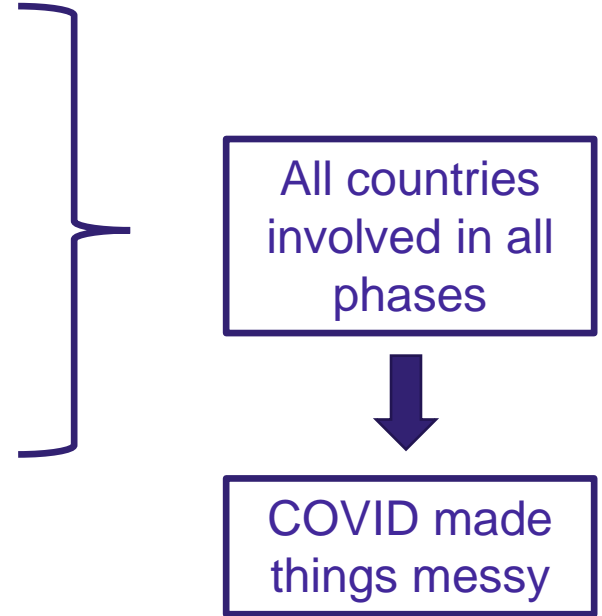 All countries
involved in all
phases
COVID made
things messy